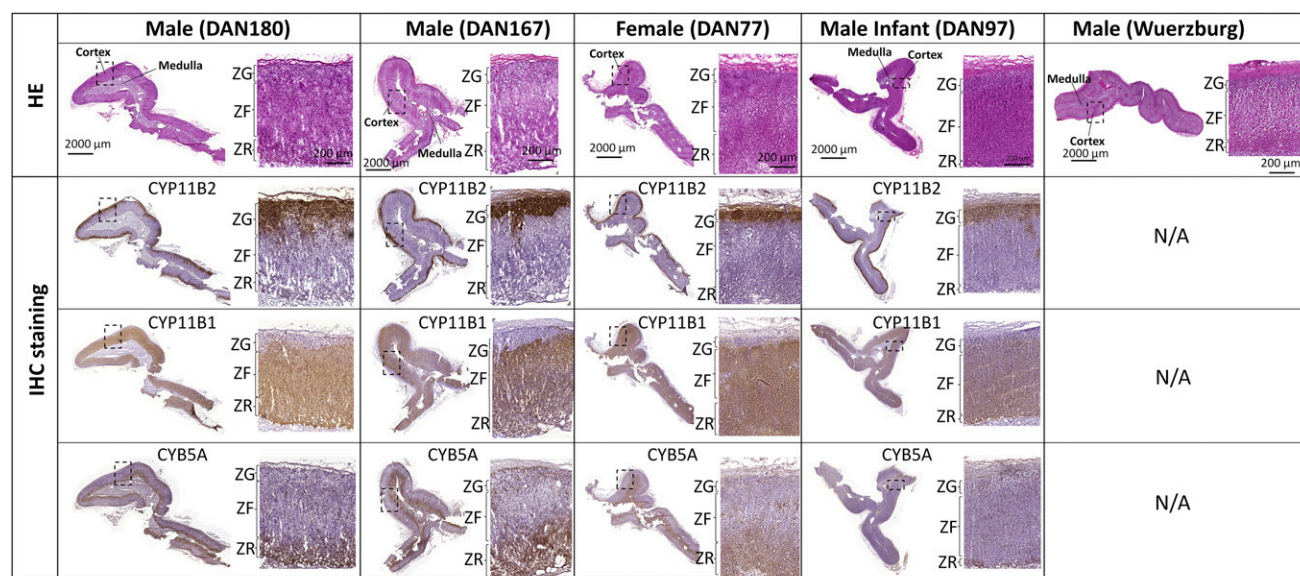 Male (DAN180) Male (DAN167) Female (DAN77) Male Infant (DAN97) Male (Wuerzburg)
HE
Cortex Medulla 2000 µm ZG ZF ZR 200 µm
Cortex Medulla 2000 µm ZG ZF ZR 200 µm
Cortex 2000 µm ZG ZF ZR 200 µm
Medulla Cortex 2000 µm ZG ZF ZR 200 µm
Medulla Cortex 2000 µm ZG ZF ZR 200 µm
IHC staining
CYP11B2 ZG ZF ZR
CYP11B2 ZG ZF ZR
CYP11B2 ZG ZF ZR
CYP11B2 ZG ZF ZR
N/A
CYP11B1 ZG ZF ZR
CYP11B1 ZG ZF ZR
CYP11B1 ZG ZF ZR
CYP11B1 ZG ZF ZR
N/A
CYB5A ZG ZF ZR
CYB5A ZG ZF ZR
CYB5A ZG ZF ZR
CYB5A ZG ZF ZR
N/A